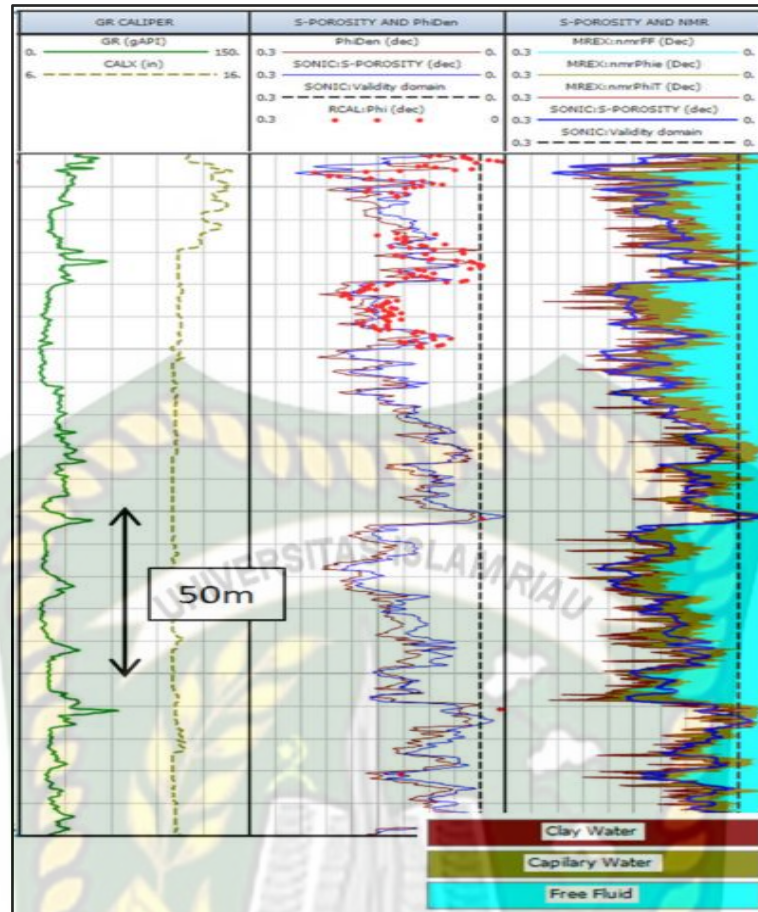 GR CALIPER
GR (gAPI)
0. 150.
CALX (in)
6. 16.
S-POROSITY AND PHIDEN
PhiDen (dec)
0.3 0.
SONIC:S-POROSITY (dec)
0.3 0.
SONIC:Validity domain
0.3 0.
RCAL:Phi (dec)
0.3 0
S-POROSITY AND NMR
MREX:nmrFF (Dec)
0.3 0.
MREX:nmrPhie (Dec)
0.3 0.
MREX:nmrPhiT (Dec)
0.3 0.
SONIC:S-POROSITY (dec)
0.3 0.
SONIC:Validity domain
0.3 0.
UNIVERSITAS ISLAM RIAU
50m
Clay Water
Capilary Water
Free Fluid